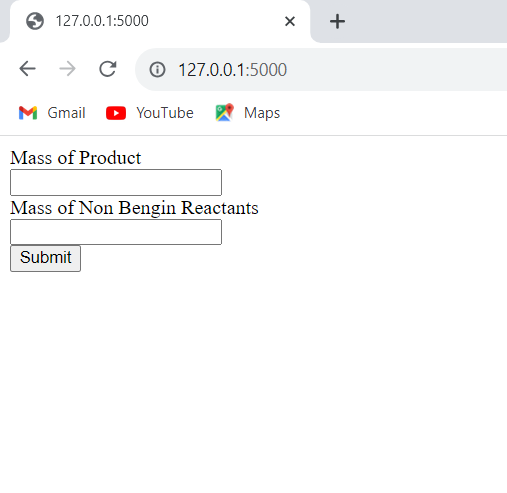 127.0.0.1:5000
127.0.0.1:5000
Gmail YouTube Maps
Mass of Product
Mass of Non Bengin Reactants
Submit